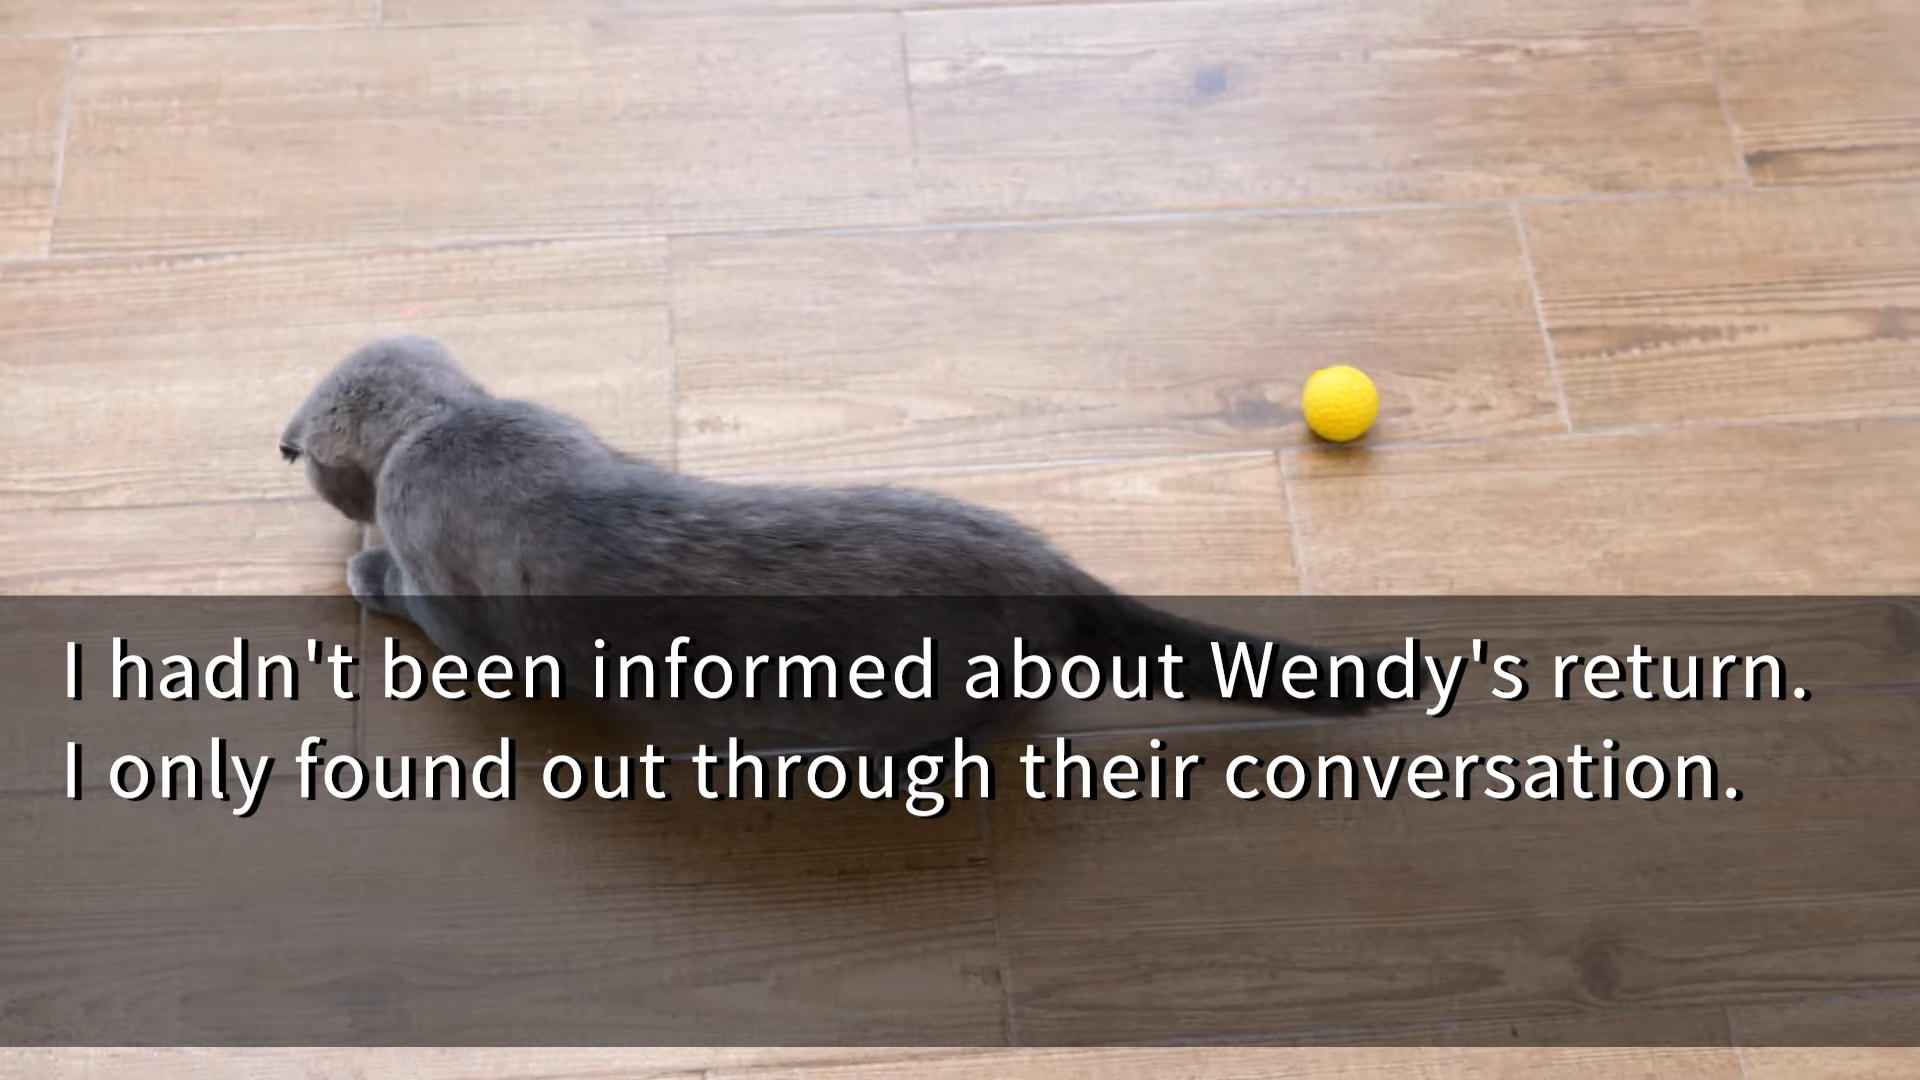 I hadn't been informed about Wendy's return.
I only found out through their conversation.